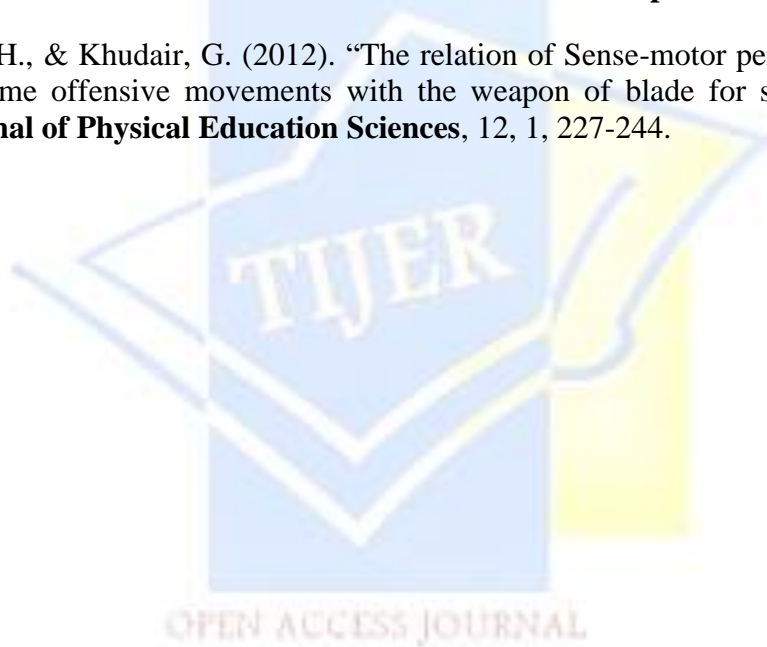 H., & Khudair, G. (2012). “The relation of Sense-motor pe
me offensive movements with the weapon of blade for s
nal of Physical Education Sciences, 12, 1, 227-244.
TIJER
OPEN ACCESS JOURNAL